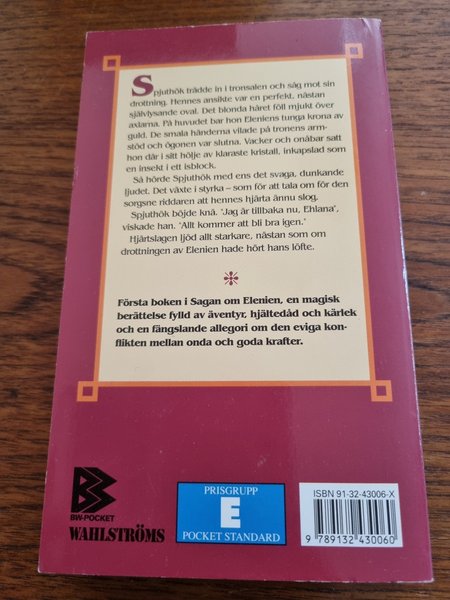 Spjuthök trädde in i tronsalen och såg mot sin
drottning. Hennes ansikte var en perfekt, nästan
självlysande oval. Det blonda håret föll mjukt över
axlarna. På huvudet bar hon Eleniens tunga krona av
guld. De smala händerna vilade på tronens arm-
stöd och ögonen var slutna. Vacker och onåbar satt
hon där i sitt hölje av klaraste kristall, inkapslad som
en insekt i ett isblock.
Så hörde Spjuthök med ens det svaga, dunkande
ljudet. Det växte i styrka – som för att tala om för den
sorgsne riddaren att hennes hjärta ännu slog.
Spjuthök böjde knä. 'Jag är tillbaka nu, Ehlana',
viskade han. 'Allt kommer att bli bra igen.'
Hjärtslagen ljöd allt starkare, nästan som om
drottningen av Elenien hade hört hans löfte.
Första boken i Sagan om Elenien, en magisk
berättelse fylld av äventyr, hjältedåd och kärlek
och en fängslande allegori om den eviga kon-
flikten mellan onda och goda krafter.
BW-POCKET
WAHLSTRÖMS
PRISGRUPP
E
POCKET STANDARD
ISBN 91-32-43006-X
9 789132 430060